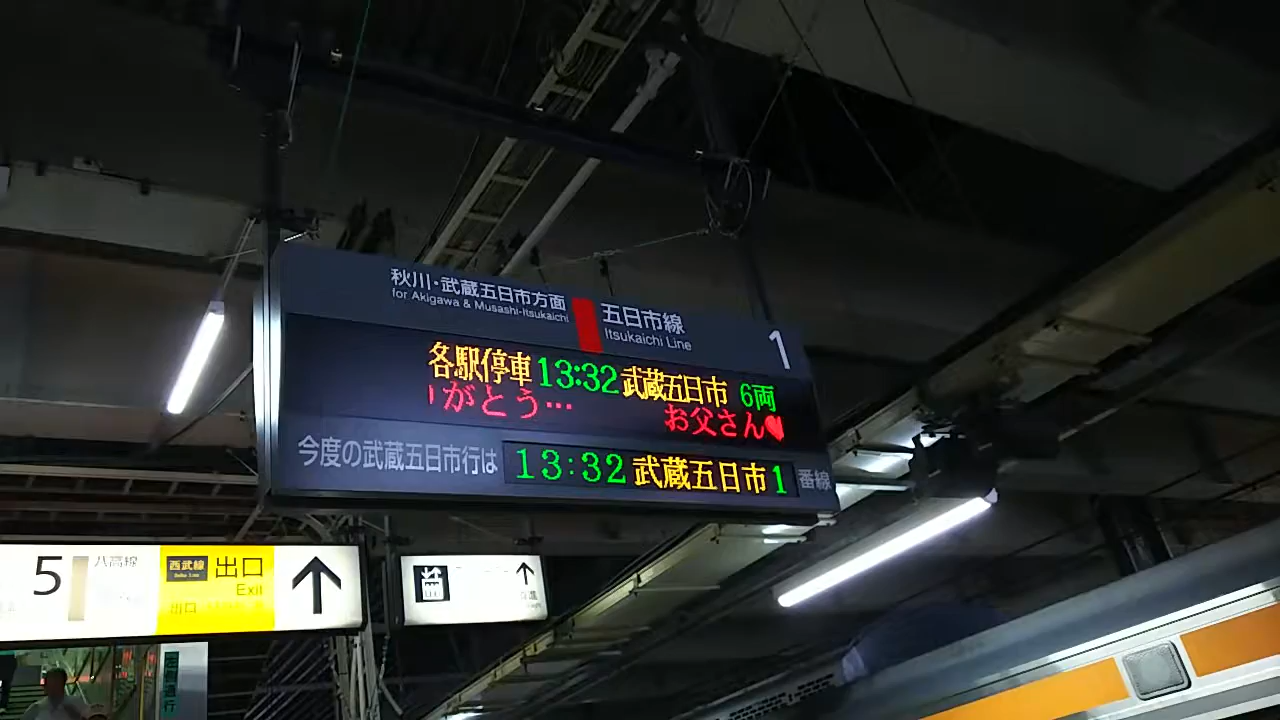 秋川・武蔵五日市方面
for Akigawa & Musashi-Itsukaichi
五日市線
Itsukaichi Line
1
各駅停車 13:32 武蔵五日市 6両
がとう… お父さん♥
今度の武蔵五日市行は 13:32 武蔵五日市 1 番線
5 八高線
西武線 出口
Exit
出口